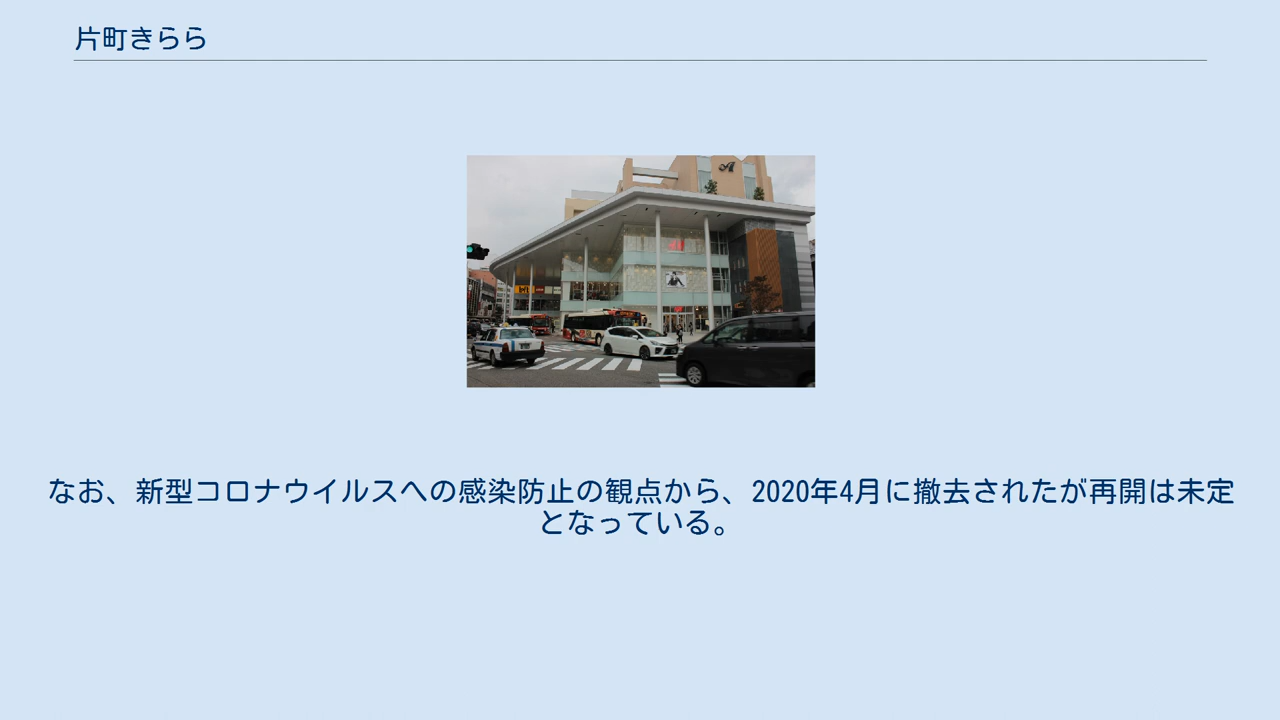 片町きらら
なお、新型コロナウイルスへの感染防止の観点から、2020年4月に撤去されたが再開は未定
となっている。